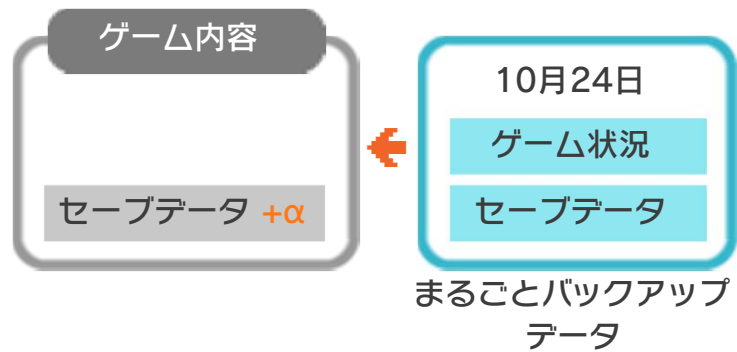 ゲーム内容
セーブデータ +α
10月24日
ゲーム状況
セーブデータ
まるごとバックアップ
データ